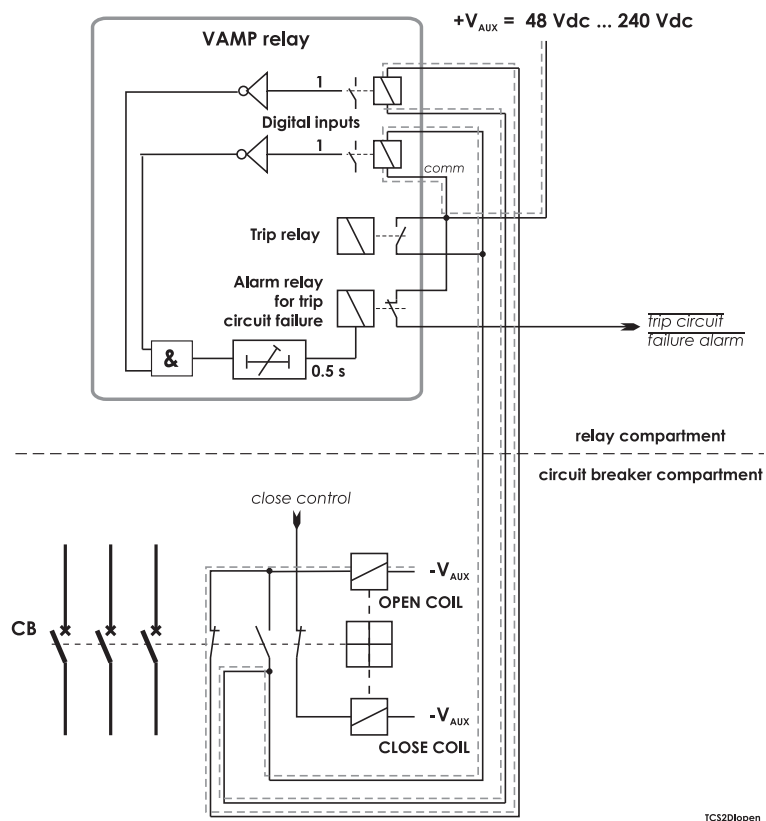 +VAUX = 48 Vdc ... 240 Vdc
VAMP relay
1
Digital inputs
1
comm
Trip relay
Alarm relay
for trip
circuit failure
trip circuit
failure alarm
&
0.5 s
relay compartment
circuit breaker compartment
close control
-VAUX
OPEN COIL
CB
-VAUX
CLOSE COIL
TCS2DIopen